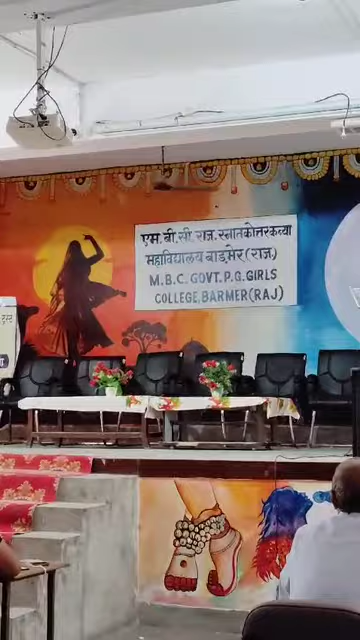 एम.बी.सी. राज. स्नातकोत्तर कन्या
महाविद्यालय बाड़मेर (राज.)
M.B.C. GOVT. P.G. GIRLS
COLLEGE, BARMER (RAJ)